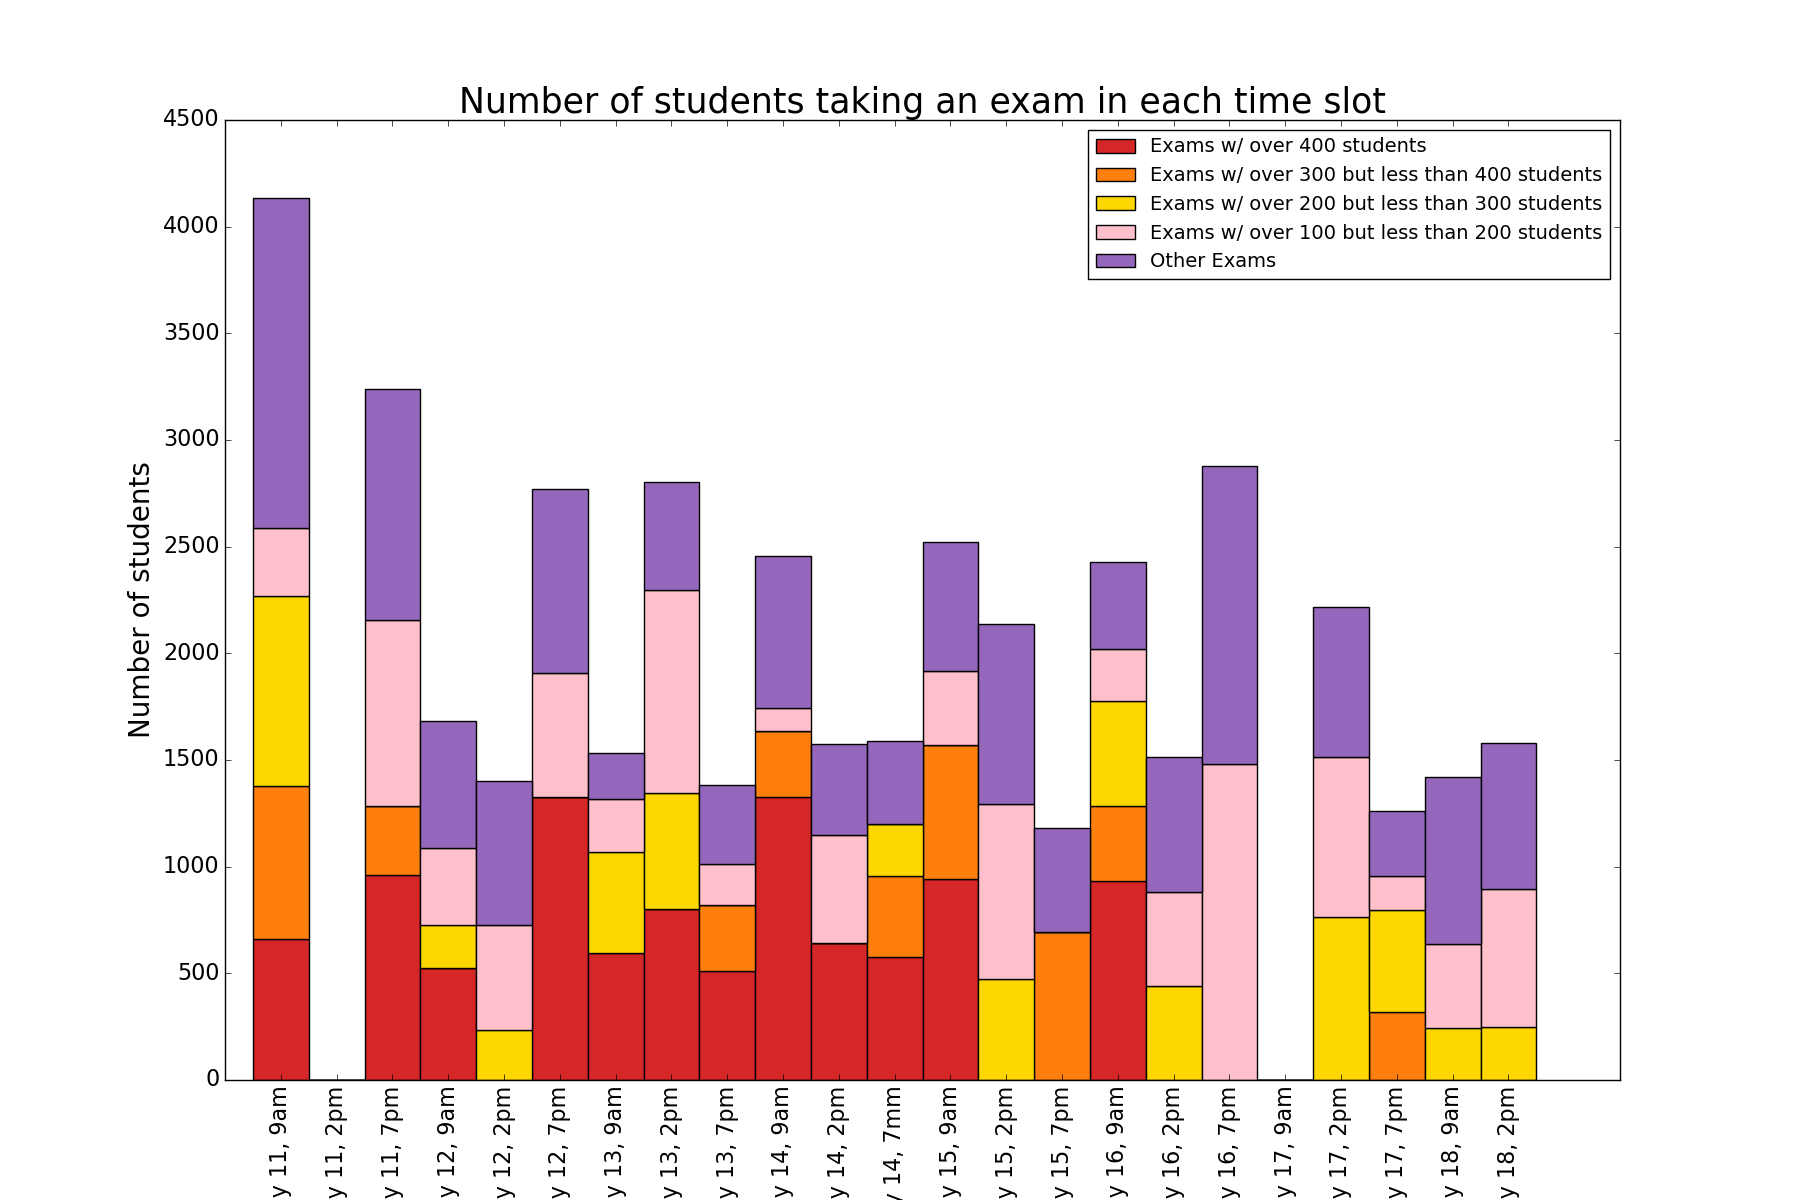 Number of students taking an exam in each time slot
Exams w/ over 400 students
Exams w/ over 300 but less than 400 students
Exams w/ over 200 but less than 300 students
Exams w/ over 100 but less than 200 students
Other Exams
Number of students
4500
4000
3500
3000
2500
2000
1500
1000
500
0
y 11, 9am
y 11, 2pm
y 11, 7pm
y 12, 9am
y 12, 2pm
y 12, 7pm
y 13, 9am
y 13, 2pm
y 13, 7pm
y 14, 9am
y 14, 2pm
y 14, 7mm
y 15, 9am
y 15, 2pm
y 15, 7pm
y 16, 9am
y 16, 2pm
y 16, 7pm
y 17, 9am
y 17, 2pm
y 17, 7pm
y 18, 9am
y 18, 2pm